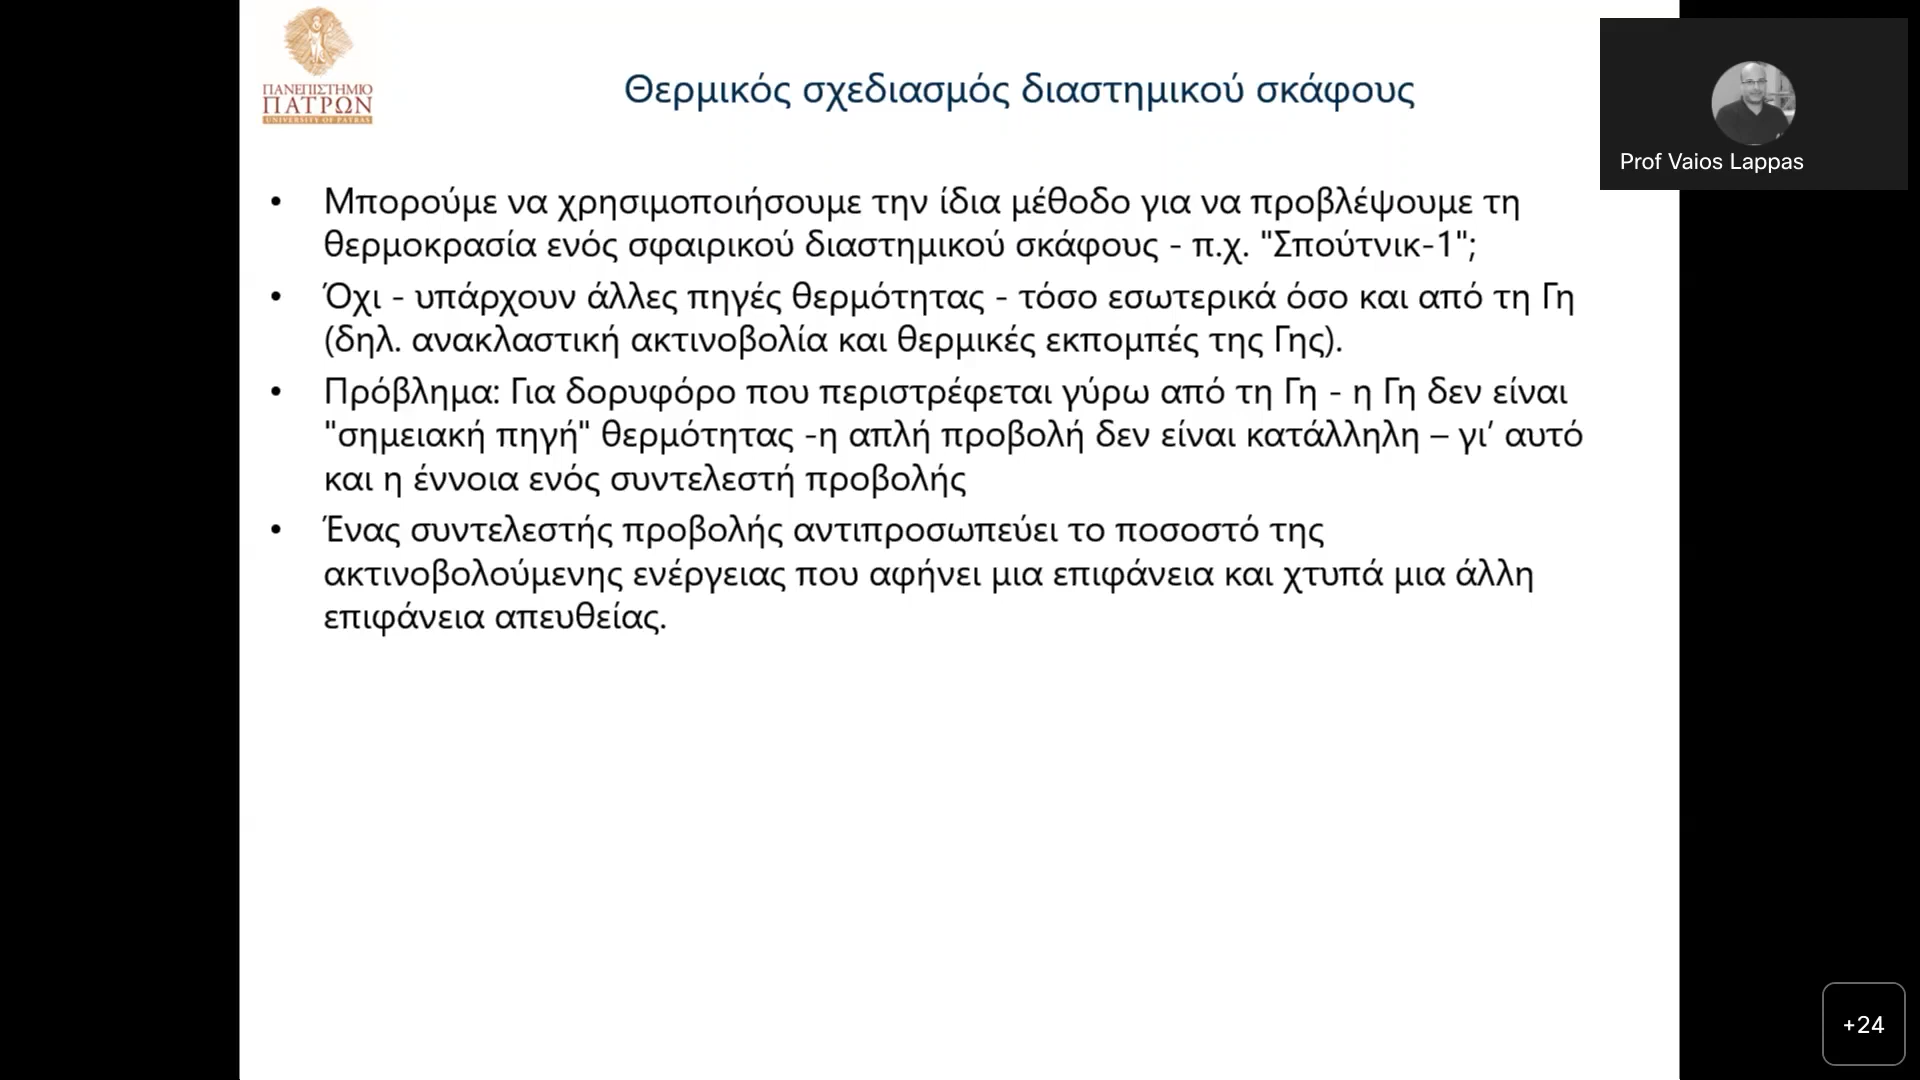 ΠΑΝΕΠΙΣΤΗΜΙΟ
ΠΑΤΡΩΝ
UNIVERSITY OF PATRAS
Θερμικός σχεδιασμός διαστημικού σκάφους
Prof Vaios Lappas
• Μπορούμε να χρησιμοποιήσουμε την ίδια μέθοδο για να προβλέψουμε τη
θερμοκρασία ενός σφαιρικού διαστημικού σκάφους - π.χ. "Σπούτνικ-1";
• Όχι - υπάρχουν άλλες πηγές θερμότητας - τόσο εσωτερικά όσο και από τη Γη
(δηλ. ανακλαστική ακτινοβολία και θερμικές εκπομπές της Γης).
• Πρόβλημα: Για δορυφόρο που περιστρέφεται γύρω από τη Γη - η Γη δεν είναι
"σημειακή πηγή" θερμότητας -η απλή προβολή δεν είναι κατάλληλη – γι’ αυτό
και η έννοια ενός συντελεστή προβολής
• Ένας συντελεστής προβολής αντιπροσωπεύει το ποσοστό της
ακτινοβολούμενης ενέργειας που αφήνει μια επιφάνεια και χτυπά μια άλλη
επιφάνεια απευθείας.
+24